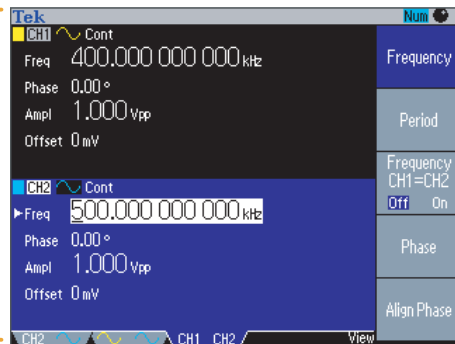 Tek
Num
CH1 Cont
Freq 400.000 000 000 kHz
Phase 0.00 °
Ampl 1.000 Vpp
Offset 0 mV
CH2 Cont
Freq 500.000 000 000 kHz
Phase 0.00 °
Ampl 1.000 Vpp
Offset 0 mV
CH2 CH1 CH2 View
Frequency
Period
Frequency
CH1=CH2
Off On
Phase
Align Phase